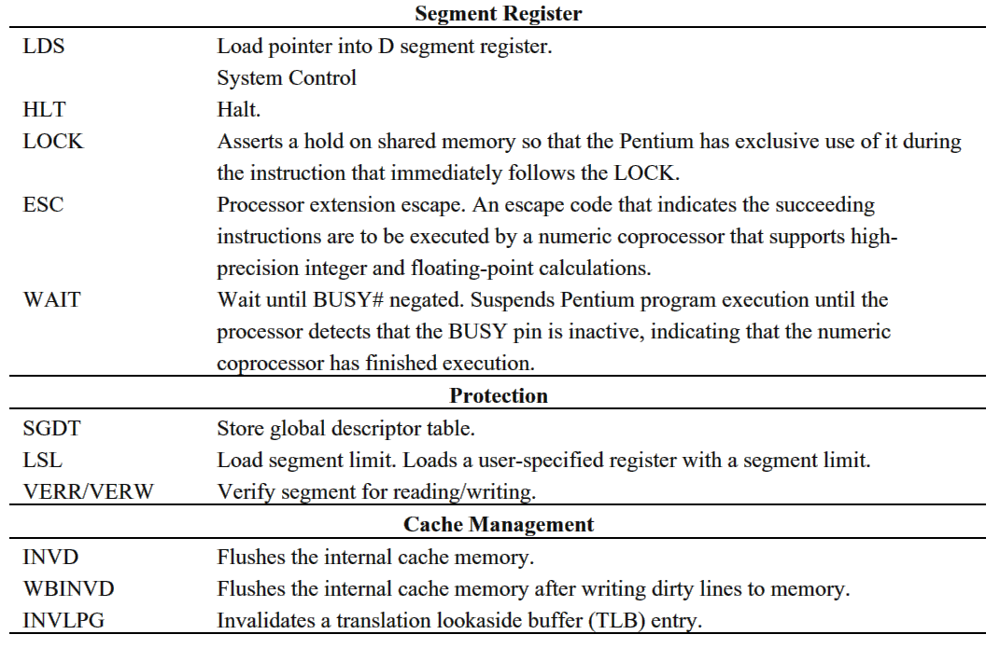 Segment Register
LDS Load pointer into D segment register.
System Control
HLT Halt.
LOCK Asserts a hold on shared memory so that the Pentium has exclusive use of it during
the instruction that immediately follows the LOCK.
ESC Processor extension escape. An escape code that indicates the succeeding
instructions are to be executed by a numeric coprocessor that supports high-
precision integer and floating-point calculations.
WAIT Wait until BUSY# negated. Suspends Pentium program execution until the
processor detects that the BUSY pin is inactive, indicating that the numeric
coprocessor has finished execution.
Protection
SGDT Store global descriptor table.
LSL Load segment limit. Loads a user-specified register with a segment limit.
VERR/VERW Verify segment for reading/writing.
Cache Management
INVD Flushes the internal cache memory.
WBINVD Flushes the internal cache memory after writing dirty lines to memory.
INVLPG Invalidates a translation lookaside buffer (TLB) entry.